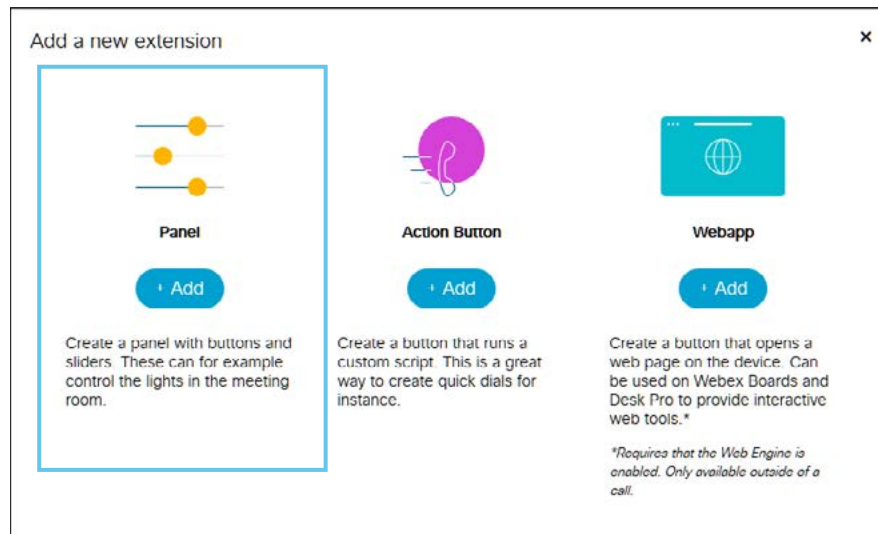 Add a new extension
×
Panel
+ Add
Create a panel with buttons and
sliders. These can for example
control the lights in the meeting
room.
Action Button
+ Add
Create a button that runs a
custom script. This is a great
way to create quick dials for
instance.
Webapp
+ Add
Create a button that opens a
web page on the device. Can
be used on Webex Boards and
Desk Pro to provide interactive
web tools.*
*Requires that the Web Engine is
enabled. Only available outside of a
call.